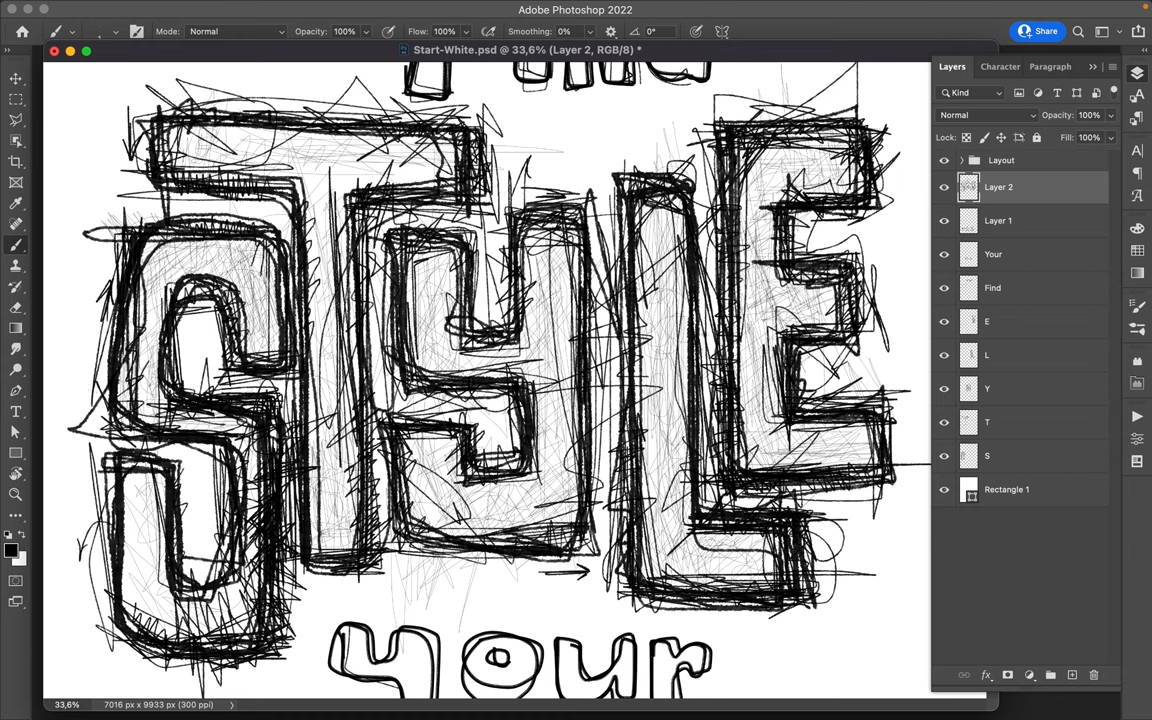 Adobe Photoshop 2022
Mode: Normal Opacity: 100% Flow: 100% Smoothing: 0% 0° Share
Start-White.psd @ 33,6% (Layer 2, RGB/8) *
Layers Character Paragraph
Kind
Normal Opacity: 100%
Lock: Fill: 100%
Layout
Layer 2
Layer 1
Your
Find
E
L
Y
T
S
Rectangle 1
STYLE
your
33,6% 7016 px x 9933 px (300 ppi)